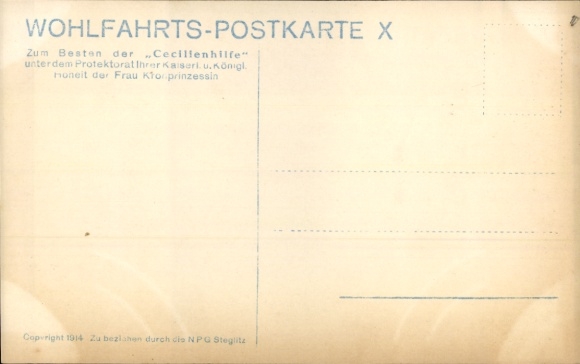 WOHLFAHRTS-POSTKARTE X
Zum Besten der „Cecilienhilfe“
unter dem Protektorat Ihrer Kaiserl. u. Königl.
Hoheit der Frau Kronprinzessin
Copyright 1914 Zu beziehen durch die NPG Steglitz